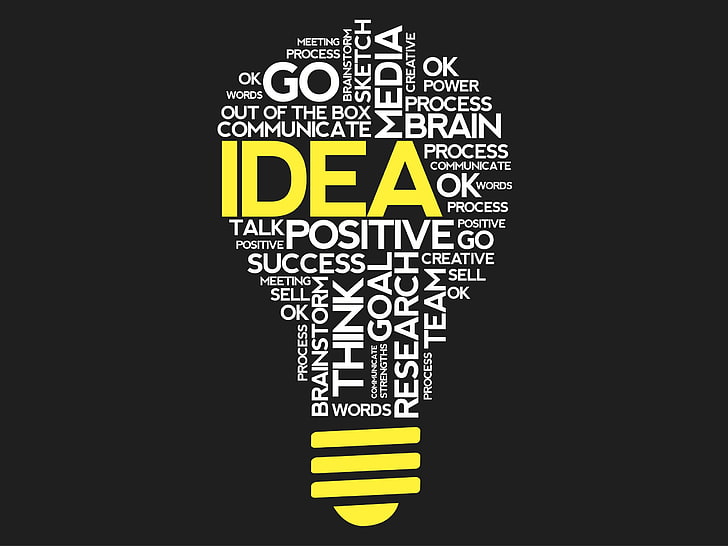 MEETING
PROCESS
OK
WORDS
GO
BRAINSTORM
SKETCH
MEDIA
CREATIVE
OK
POWER
PROCESS
BRAIN
OUT OF THE BOX
COMMUNICATE
IDEA
PROCESS
COMMUNICATE
OK
WORDS
PROCESS
TALK
POSITIVE
POSITIVE
POSITIVE
GO
SUCCESS
CREATIVE
MEETING
SELL
OK
PROCESS
BRAINSTORM
THINK
GOAL
COMMUNICATE
STRENGTHS
RESEARCH
TEAM
PROCESS
SELL
OK
WORDS